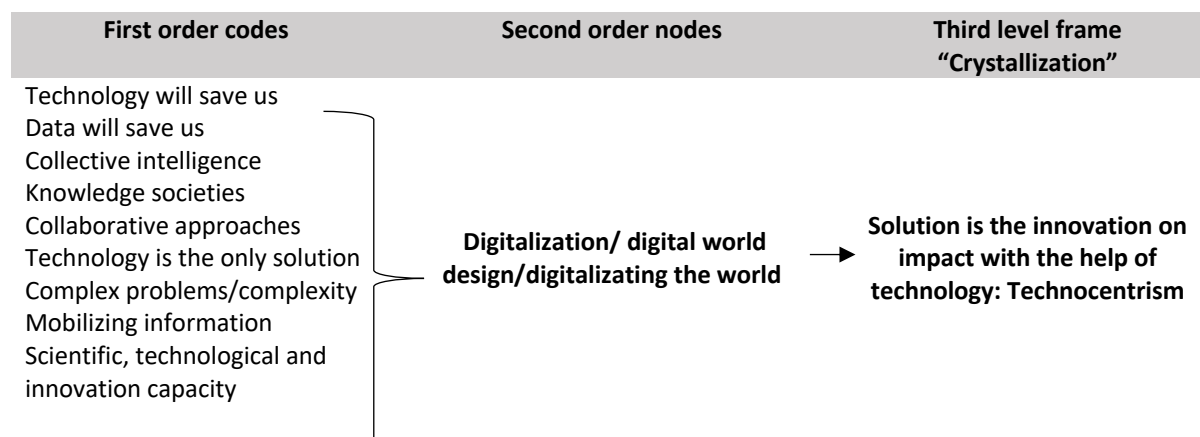 First order codes
Second order nodes
Third level frame
“Crystallization”
Technology will save us
Data will save us
Collective intelligence
Knowledge societies
Collaborative approaches
Technology is the only solution
Complex problems/complexity
Mobilizing information
Scientific, technological and
innovation capacity
Digitalization/ digital world
design/digitalizating the world
Solution is the innovation on
impact with the help of
technology: Technocentrism